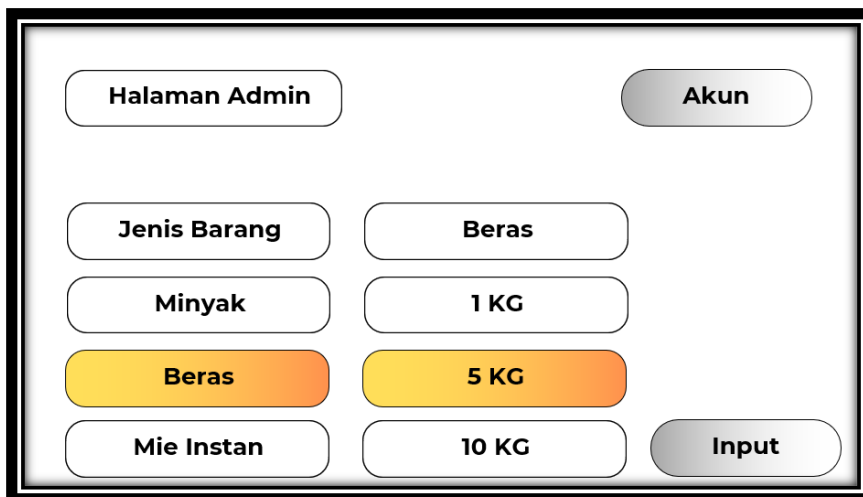 Halaman Admin
Akun
Jenis Barang
Beras
Minyak
1 KG
Beras
5 KG
Mie Instan
10 KG
Input